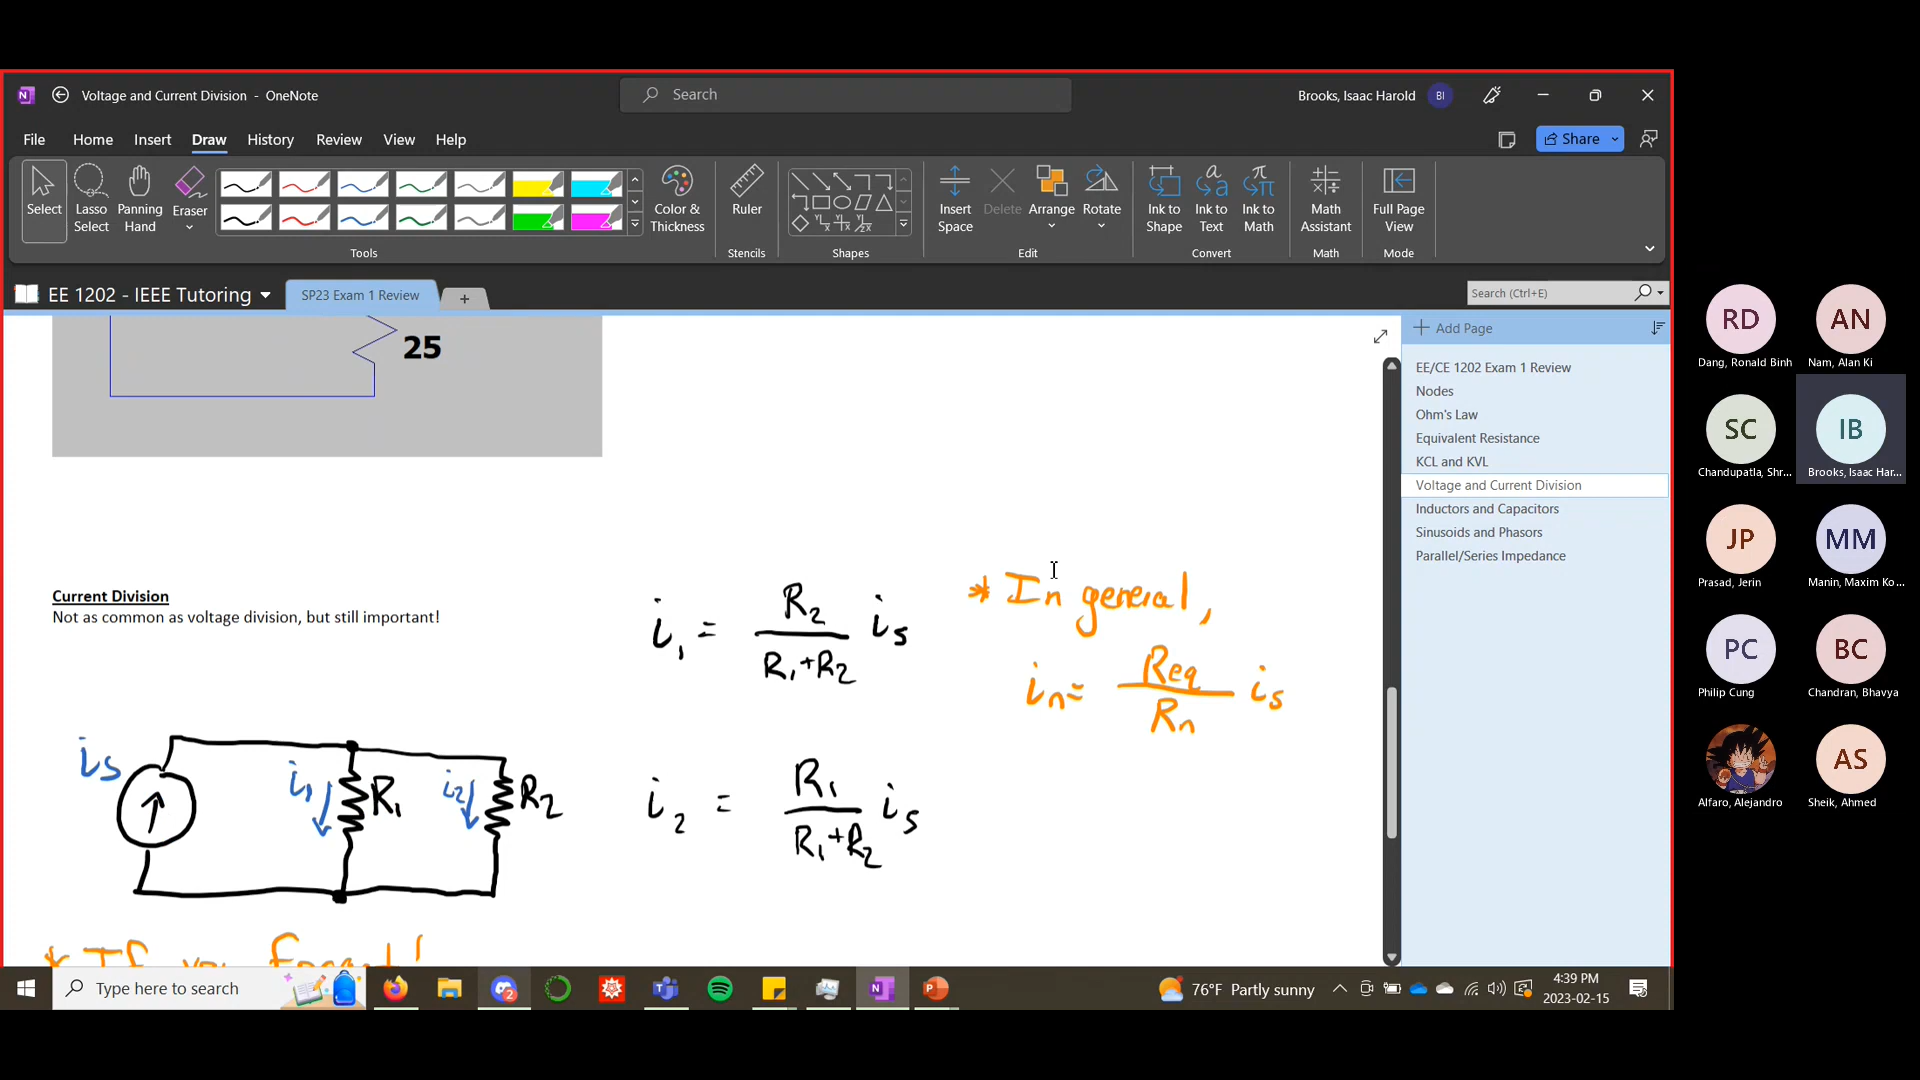 Voltage and Current Division - OneNote
Search
Brooks, Isaac Harold BI
File Home Insert Draw History Review View Help
Share
Select
Lasso Select
Panning Hand
Eraser
Color & Thickness
Ruler
Insert Space
Delete
Arrange
Rotate
Ink to Shape
Ink to Text
Ink to Math
Math Assistant
Full Page View
Tools Stencils Shapes Edit Convert Math Mode
EE 1202 - IEEE Tutoring
SP23 Exam 1 Review
+
Search (Ctrl+E)
25
Add Page
EE/CE 1202 Exam 1 Review
Nodes
Ohm's Law
Equivalent Resistance
KCL and KVL
Voltage and Current Division
Inductors and Capacitors
Sinusoids and Phasors
Parallel/Series Impedance
Current Division
Not as common as voltage division, but still important!
i₁ = R₂ / (R₁+R₂) iₛ
* In general,
iₙ = Req / Rₙ iₛ
iₛ
i₁ R₁
i₂ R₂
i₂ = R₁ / (R₁+R₂) iₛ
* If you forget!
RD
Dang, Ronald Binh
AN
Nam, Alan Ki
SC
Chandupatla, Shr...
IB
Brooks, Isaac Har...
JP
Prasad, Jerin
MM
Manin, Maxim Ko...
PC
Philip Cung
BC
Chandran, Bhavya
Alfaro, Alejandro
AS
Sheik, Ahmed
Type here to search
76°F Partly sunny
4:39 PM
2023-02-15